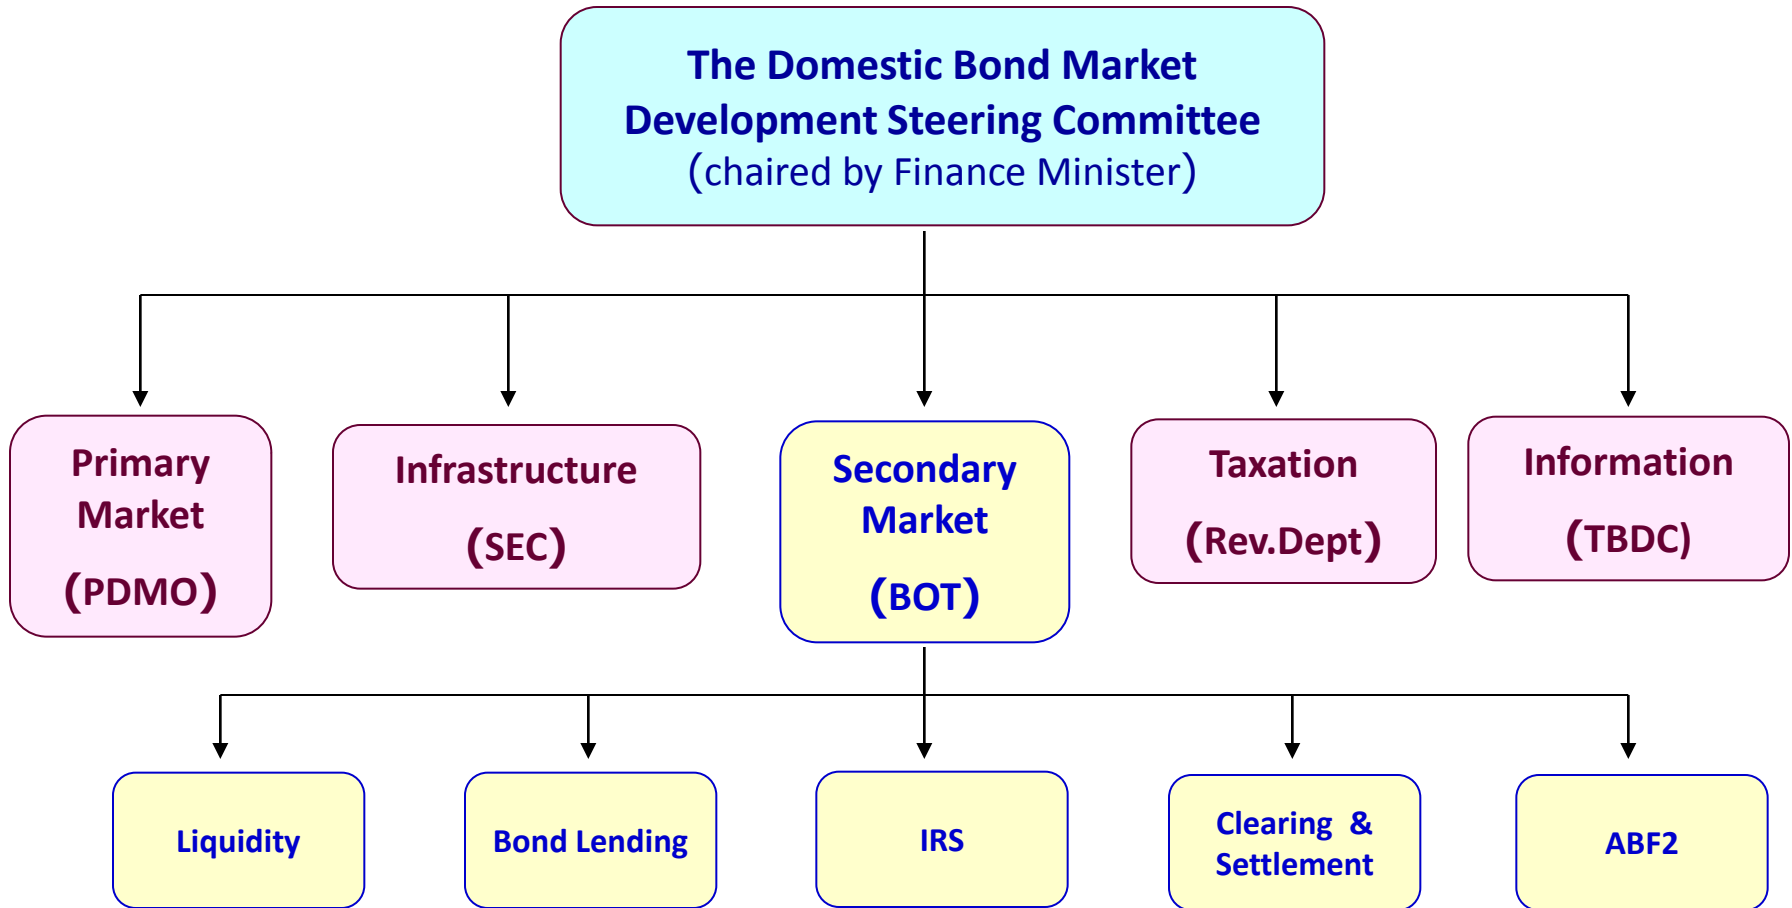 The Domestic Bond Market
Development Steering Committee
(chaired by Finance Minister)
Primary
Market
(PDMO)
Infrastructure
(SEC)
Secondary
Market
(BOT)
Taxation
(Rev.Dept)
Information
(TBDC)
Liquidity
Bond Lending
IRS
Clearing &
Settlement
ABF2